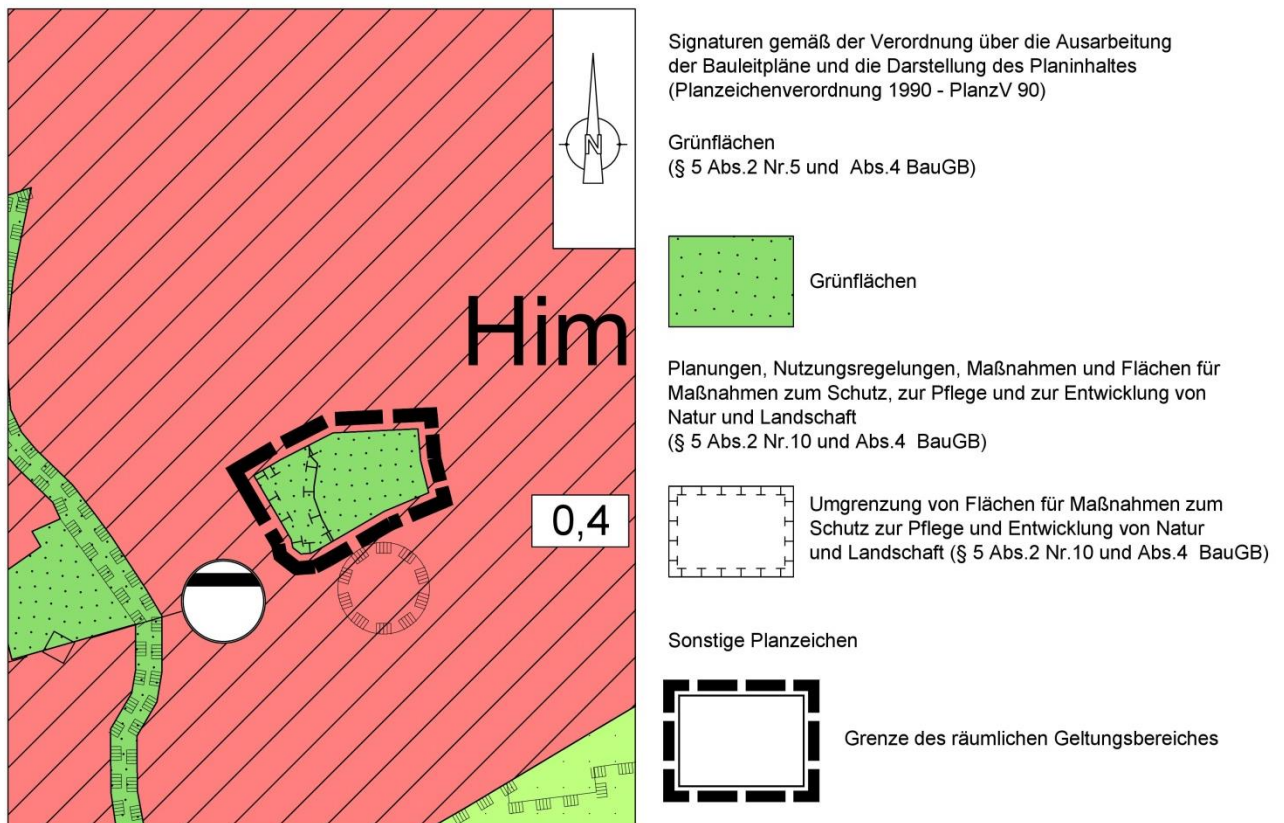 N
Him
0,4
Signaturen gemäß der Verordnung über die Ausarbeitung
der Bauleitpläne und die Darstellung des Planinhaltes
(Planzeichenverordnung 1990 - PlanzV 90)
Grünflächen
(§ 5 Abs.2 Nr.5 und Abs.4 BauGB)
Grünflächen
Planungen, Nutzungsregelungen, Maßnahmen und Flächen für
Maßnahmen zum Schutz, zur Pflege und zur Entwicklung von
Natur und Landschaft
(§ 5 Abs.2 Nr.10 und Abs.4 BauGB)
Umgrenzung von Flächen für Maßnahmen zum
Schutz zur Pflege und Entwicklung von Natur
und Landschaft (§ 5 Abs.2 Nr.10 und Abs.4 BauGB)
Sonstige Planzeichen
Grenze des räumlichen Geltungsbereiches